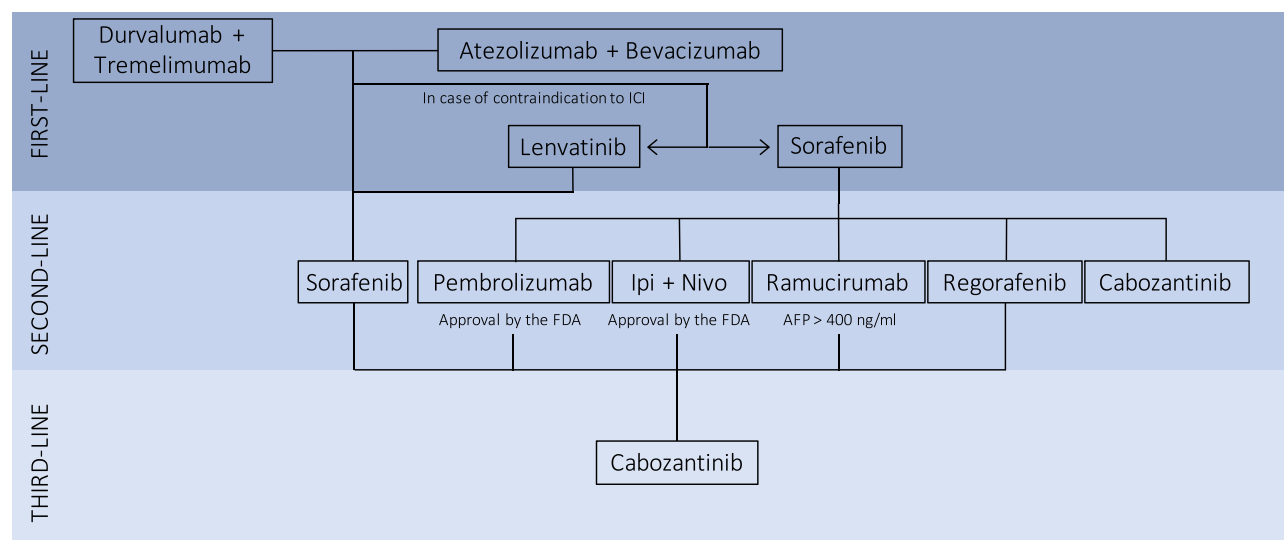 FIRST-LINE
Durvalumab +
Tremelimumab
Atezolizumab + Bevacizumab
In case of contraindication to ICI
Lenvatinib
Sorafenib
SECOND-LINE
Sorafenib
Pembrolizumab
Ipi + Nivo
Ramucirumab
Regorafenib
Cabozantinib
Approval by the FDA
Approval by the FDA
AFP > 400 ng/ml
THIRD-LINE
Cabozantinib